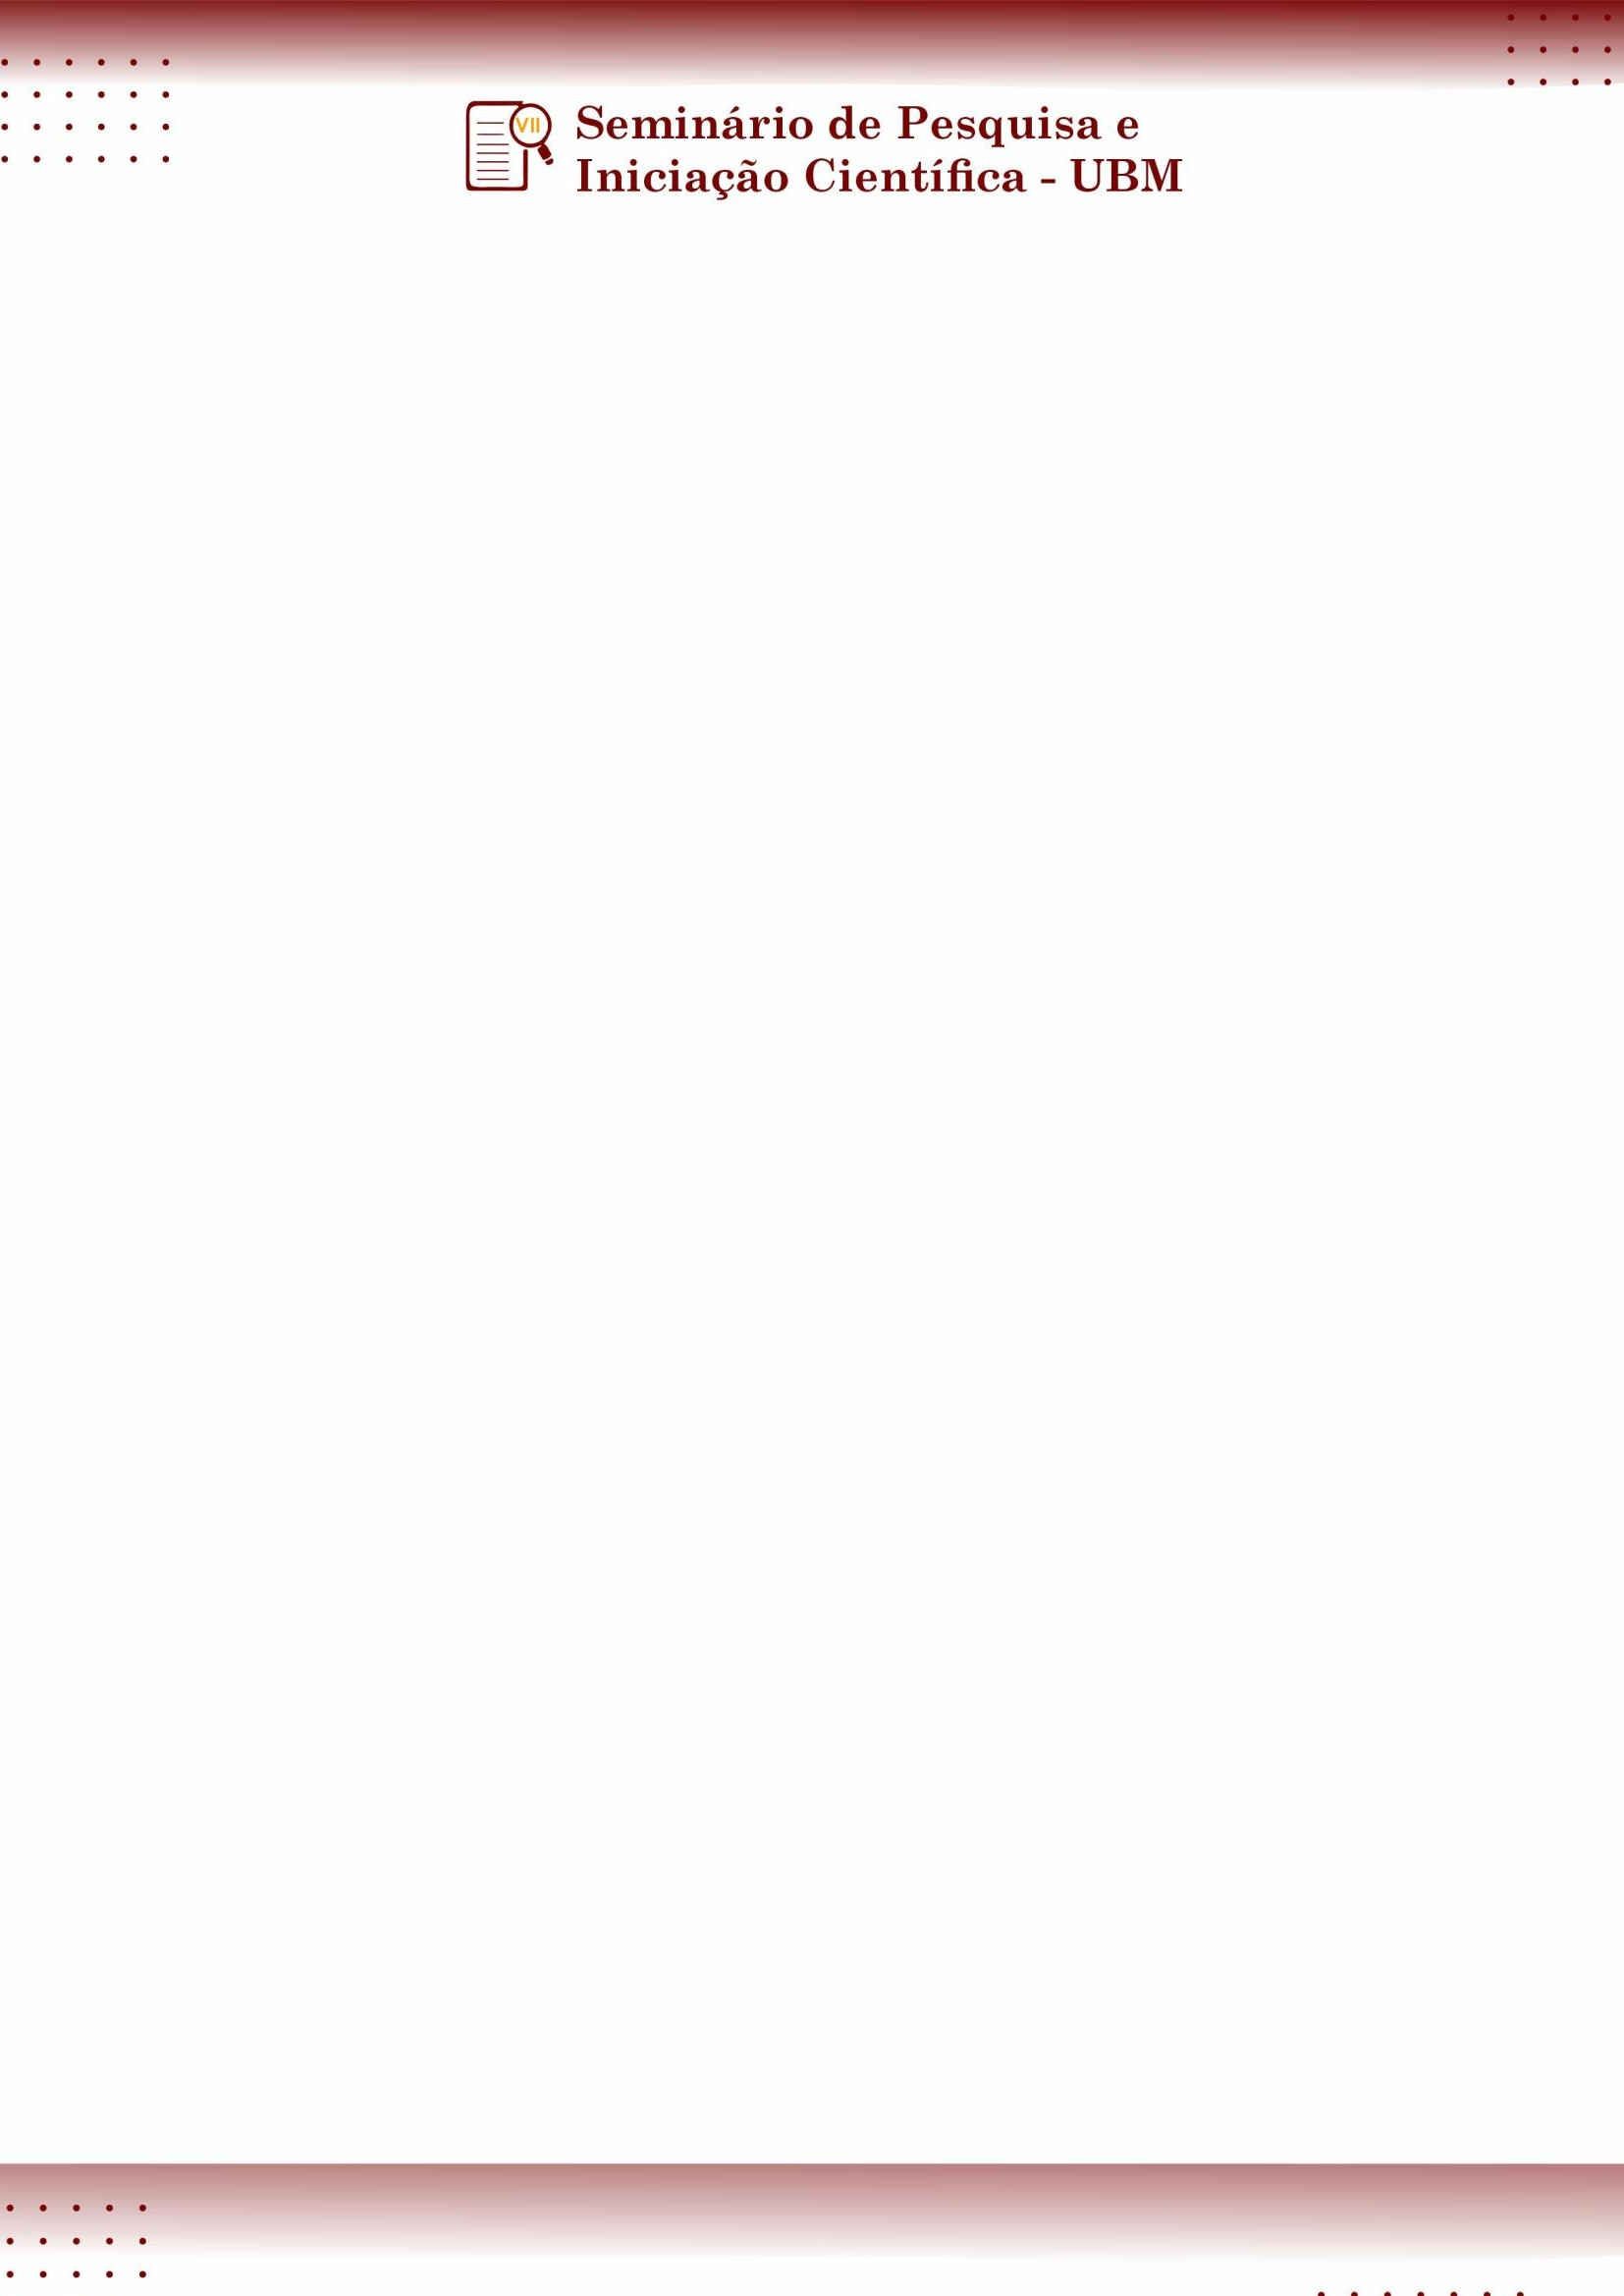 VII
Seminário de Pesquisa e
Iniciação Científica - UBM